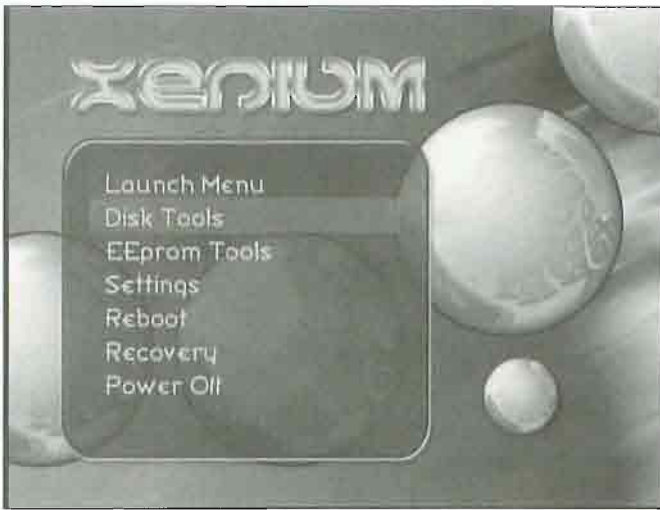 XENIUM
Launch Menu
Disk Tools
EEprom Tools
Settings
Reboot
Recovery
Power Off